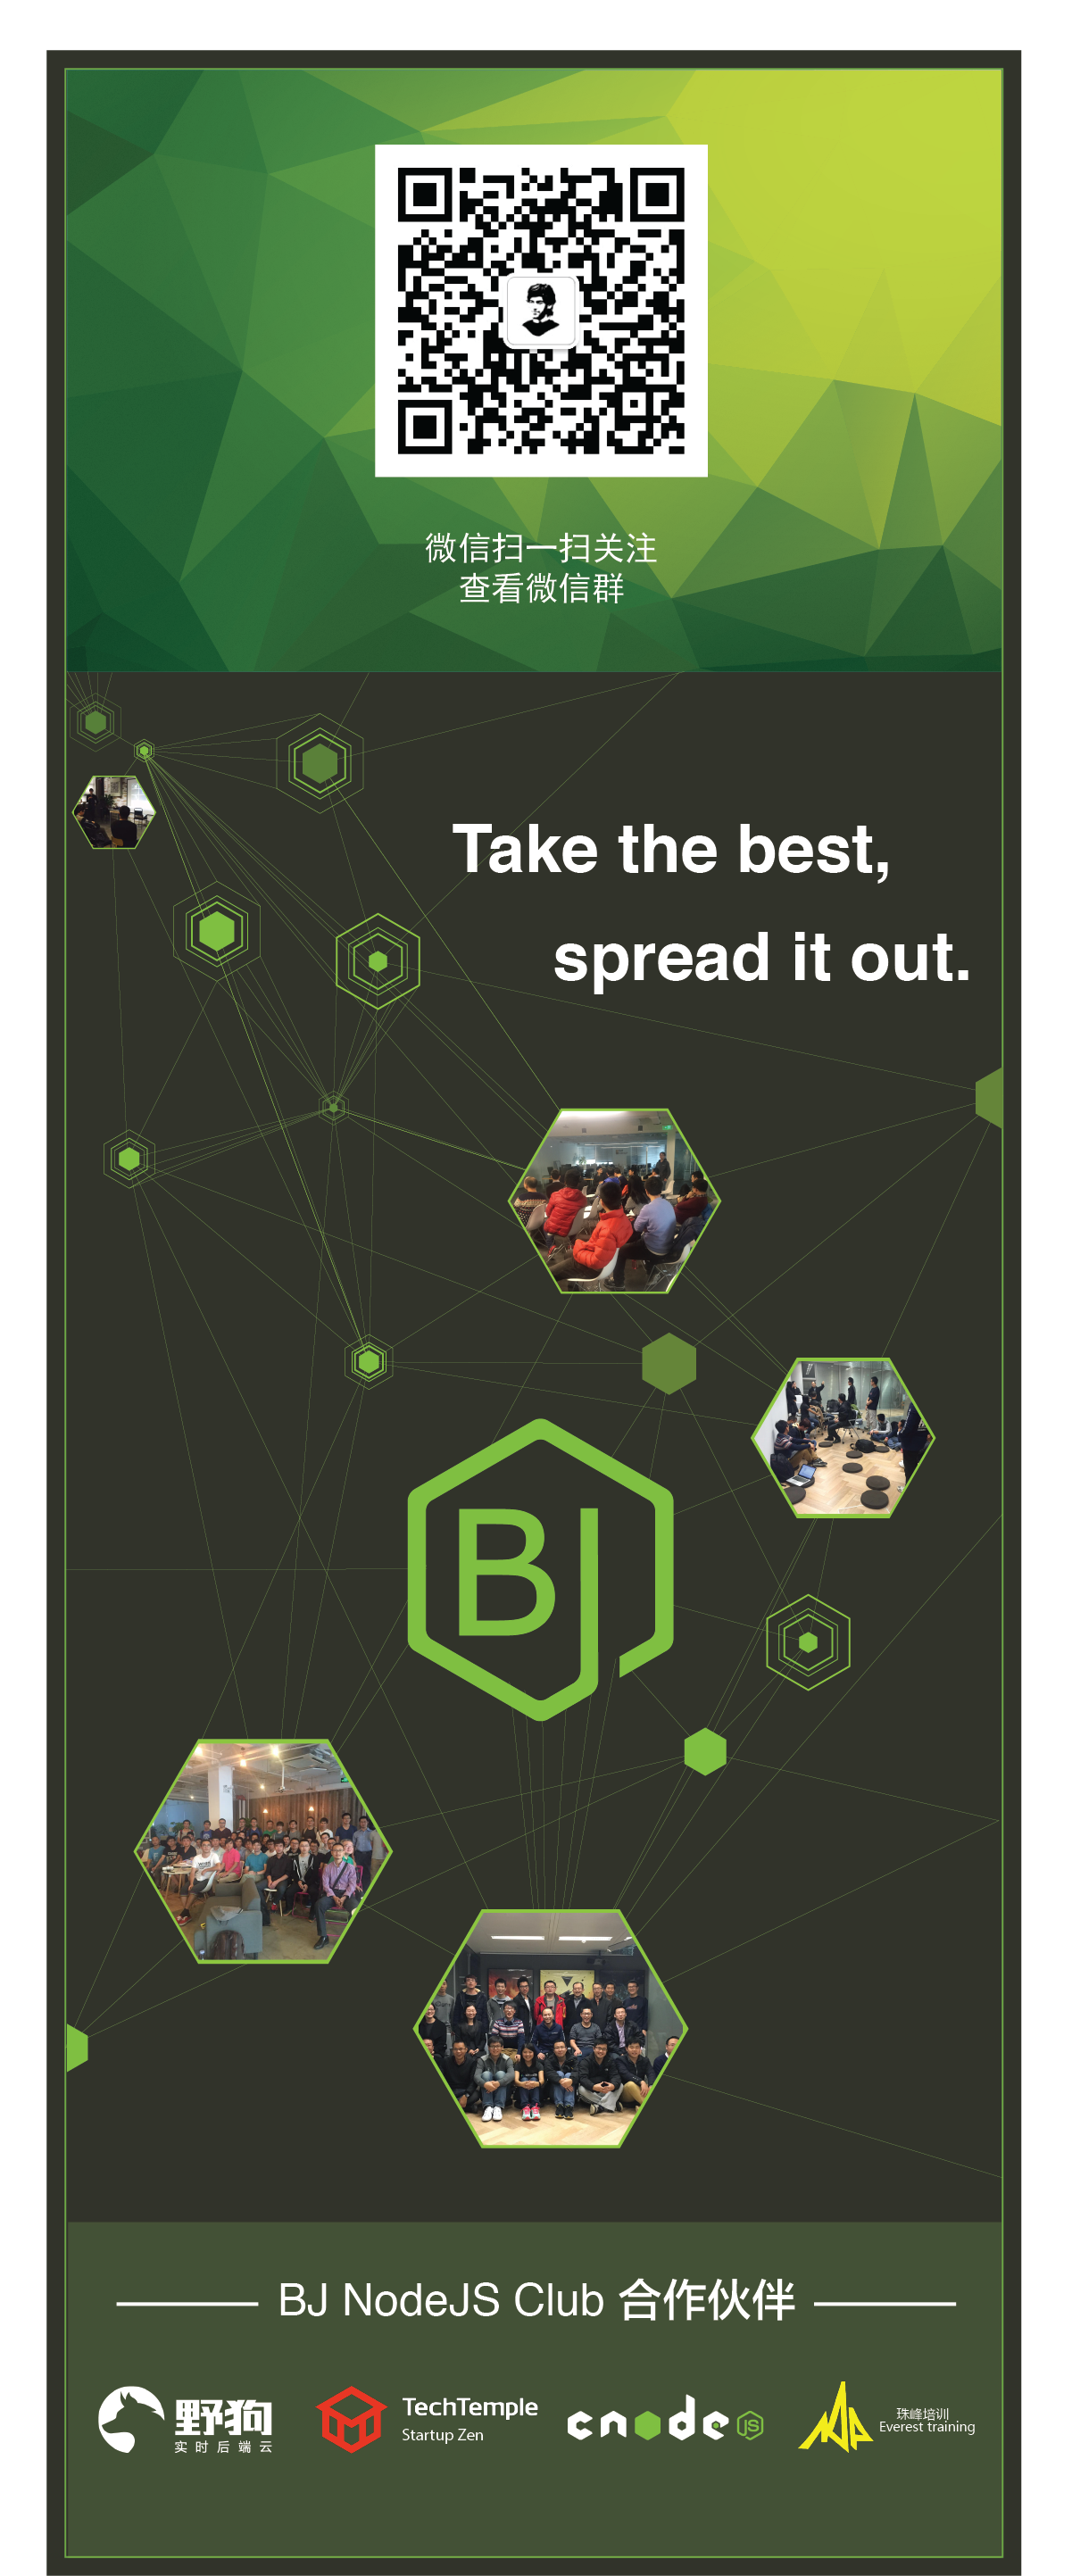 微信扫一扫关注
查看微信群
Take the best,
spread it out.
BJ
BJ NodeJS Club 合作伙伴
野狗
实时后端云
TechTemple
Startup Zen
cnode JS
珠峰培训
Everest training